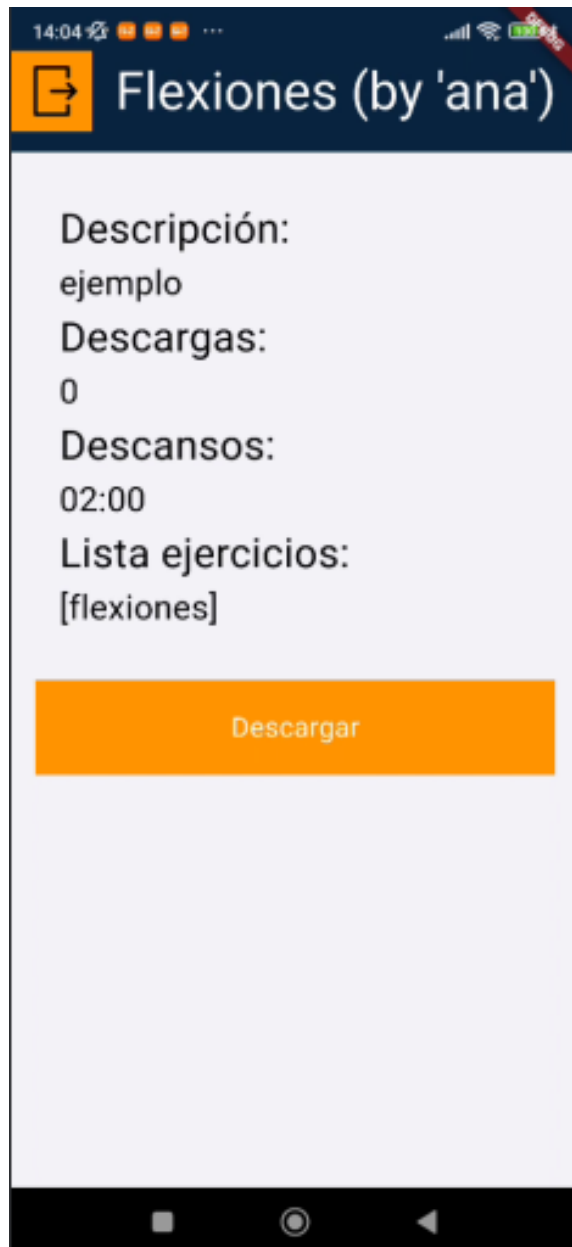 14:04
Flexiones (by 'ana')
Descripción:
ejemplo
Descargas:
0
Descansos:
02:00
Lista ejercicios:
[flexiones]
Descargar